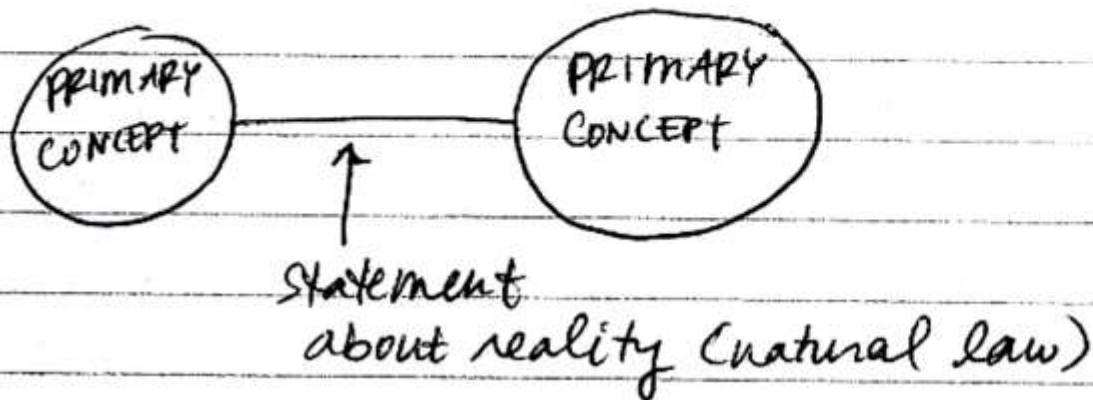 PRIMARY
CONCEPT
PRIMARY
CONCEPT
statement
about reality (natural law)